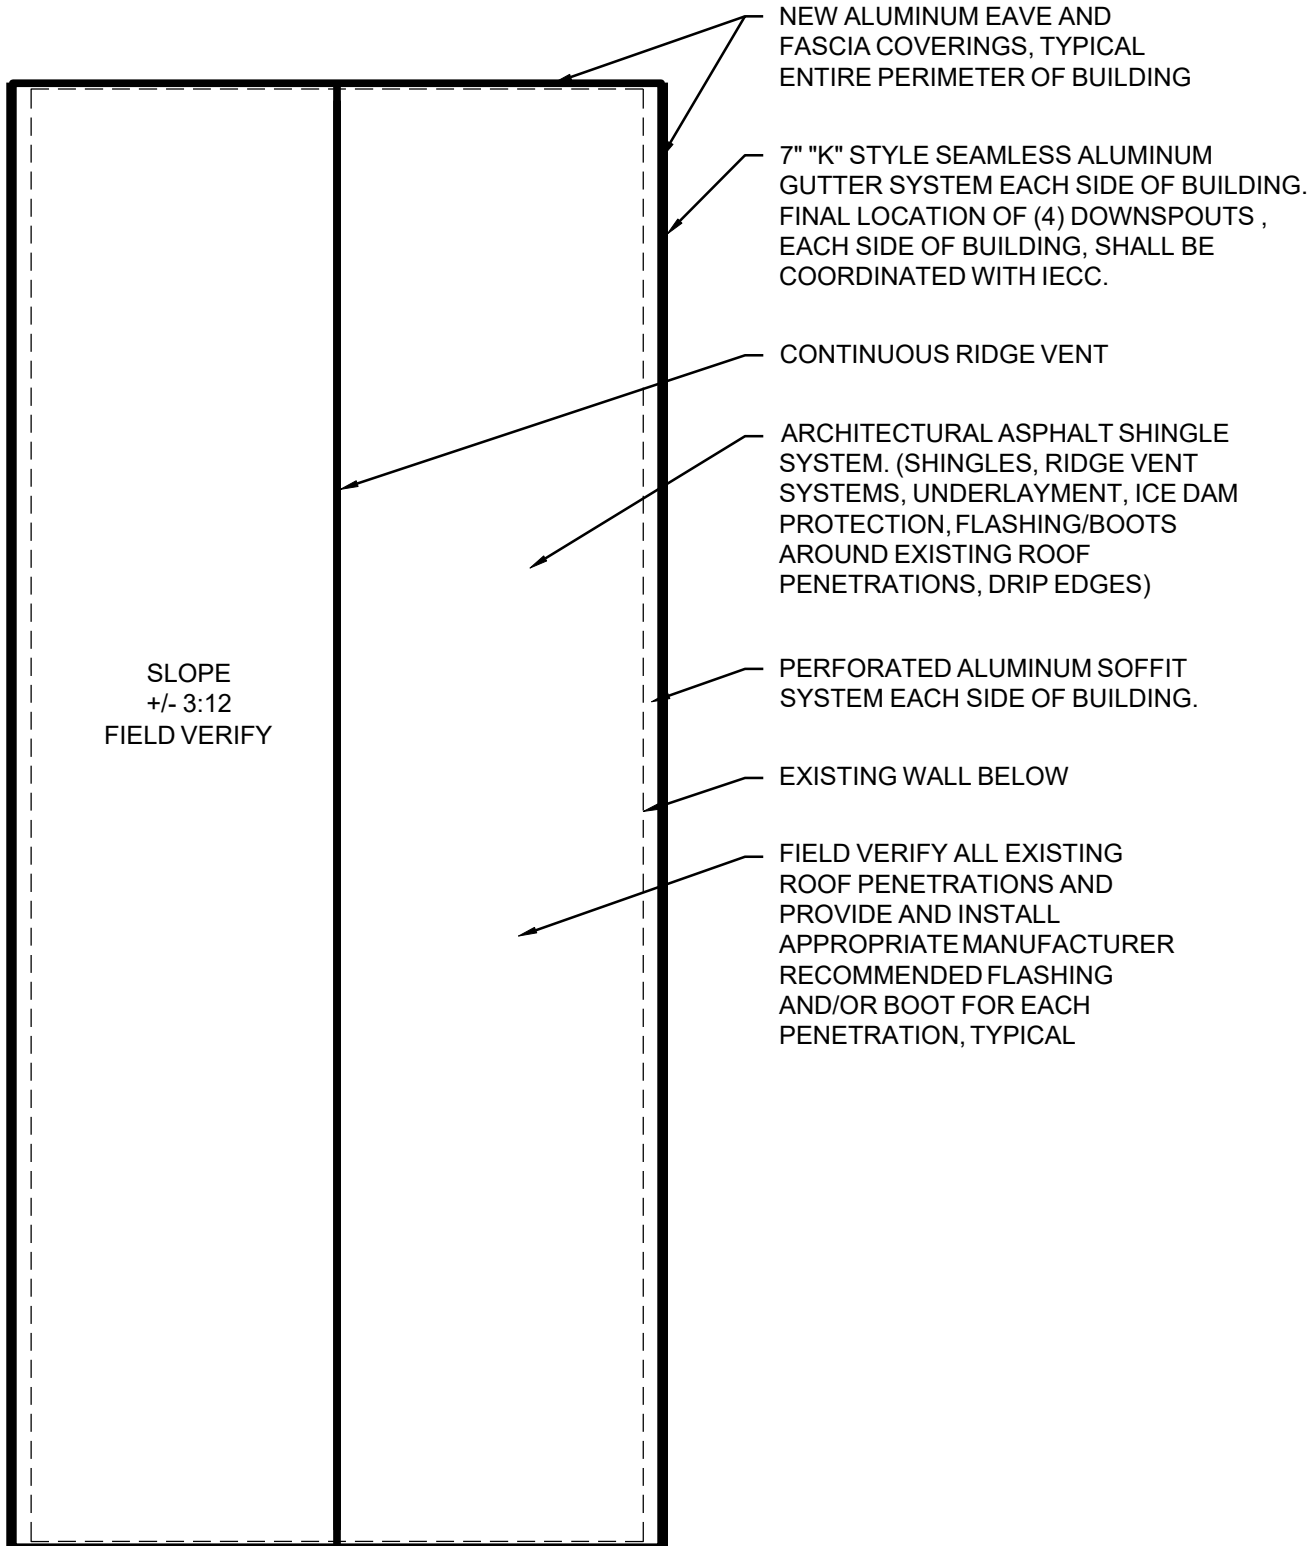 NEW ALUMINUM EAVE AND
FASCIA COVERINGS, TYPICAL
ENTIRE PERIMETER OF BUILDING
7" "K" STYLE SEAMLESS ALUMINUM
GUTTER SYSTEM EACH SIDE OF BUILDING.
FINAL LOCATION OF (4) DOWNSPOUTS ,
EACH SIDE OF BUILDING, SHALL BE
COORDINATED WITH IECC.
CONTINUOUS RIDGE VENT
ARCHITECTURAL ASPHALT SHINGLE
SYSTEM. (SHINGLES, RIDGE VENT
SYSTEMS, UNDERLAYMENT, ICE DAM
PROTECTION, FLASHING/BOOTS
AROUND EXISTING ROOF
PENETRATIONS, DRIP EDGES)
SLOPE
+/- 3:12
FIELD VERIFY
PERFORATED ALUMINUM SOFFIT
SYSTEM EACH SIDE OF BUILDING.
EXISTING WALL BELOW
FIELD VERIFY ALL EXISTING
ROOF PENETRATIONS AND
PROVIDE AND INSTALL
APPROPRIATE MANUFACTURER
RECOMMENDED FLASHING
AND/OR BOOT FOR EACH
PENETRATION, TYPICAL